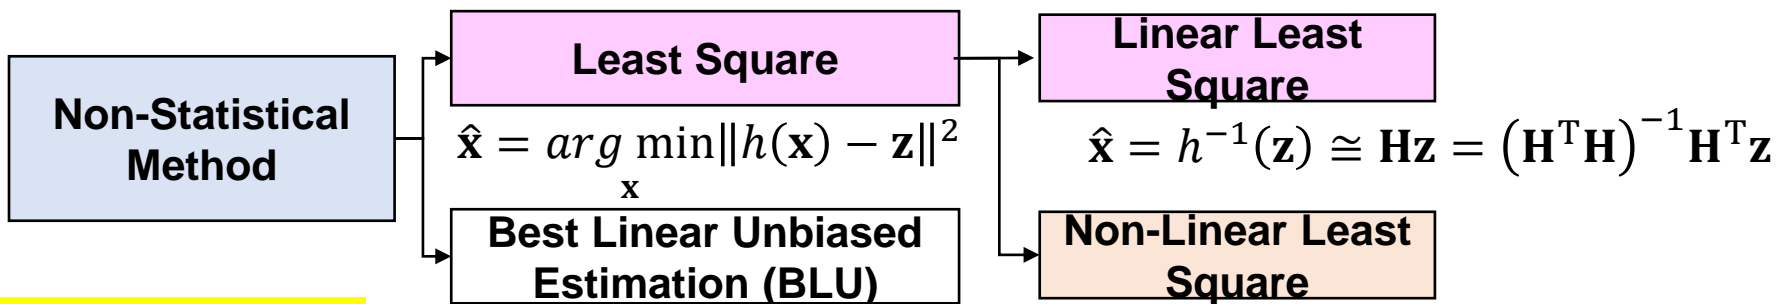 Non-Statistical
Method
Least Square
x̂ = arg min‖h(x) − z‖²
x
Best Linear Unbiased
Estimation (BLU)
Linear Least
Square
x̂ = h⁻¹(z) ≅ Hz = (HᵀH)⁻¹Hᵀz
Non-Linear Least
Square